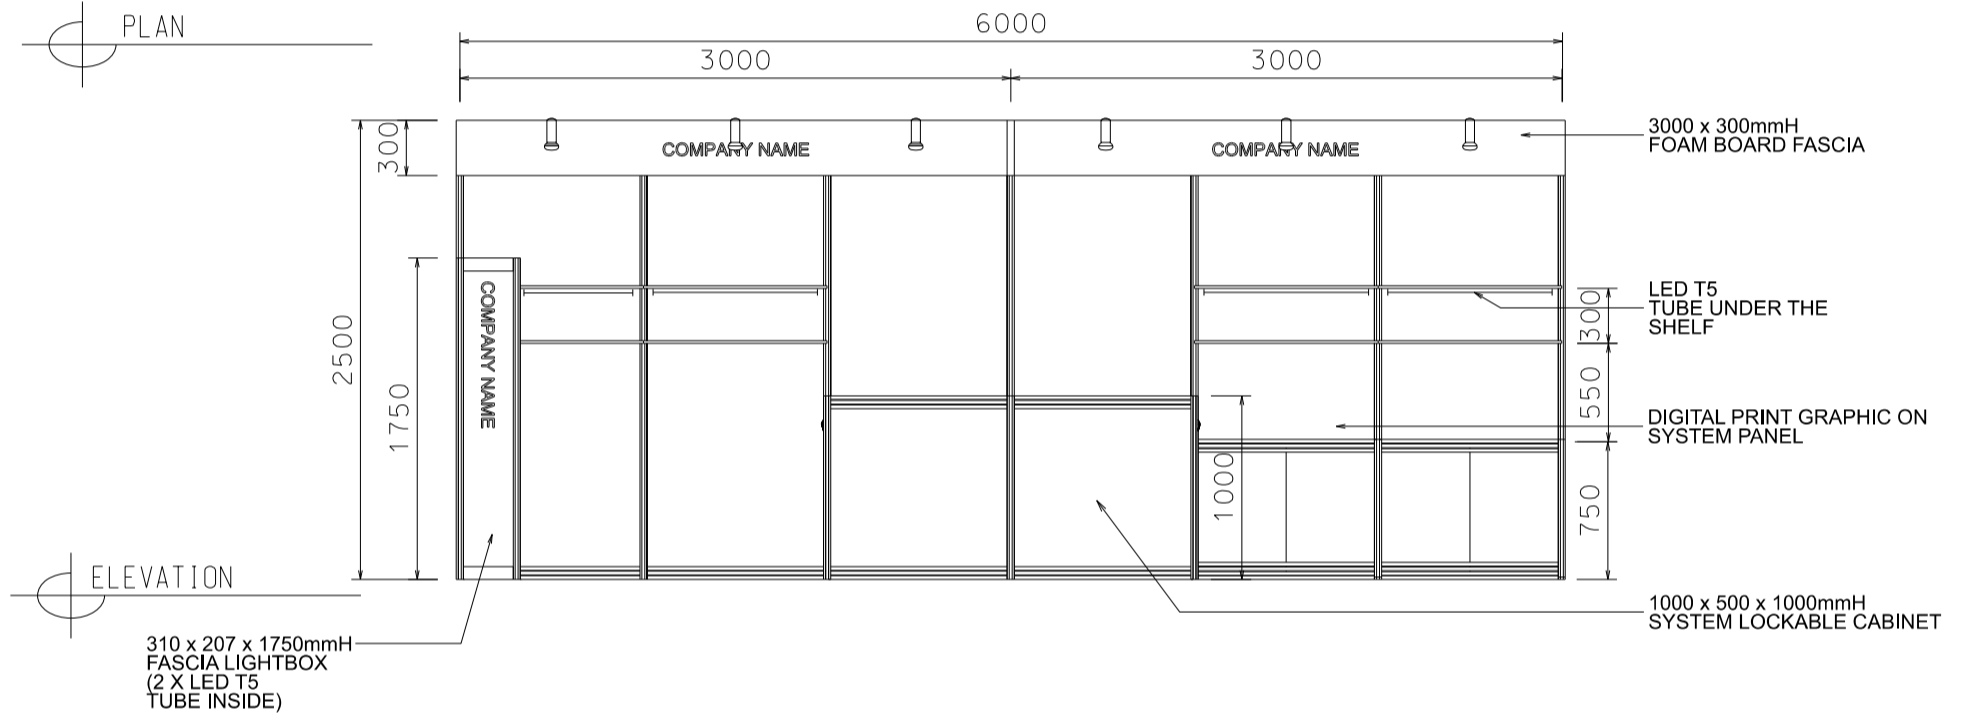 PLAN
6000
3000
3000
300
COMPANY NAME
COMPANY NAME
3000 x 300mmH
FOAM BOARD FASCIA
2500
1750
COMPANY NAME
LED T5
TUBE UNDER THE
SHELF
300
550
DIGITAL PRINT GRAPHIC ON
SYSTEM PANEL
1000
750
ELEVATION
310 x 207 x 1750mmH
FASCIA LIGHTBOX
(2 X LED T5
TUBE INSIDE)
1000 x 500 x 1000mmH
SYSTEM LOCKABLE CABINET